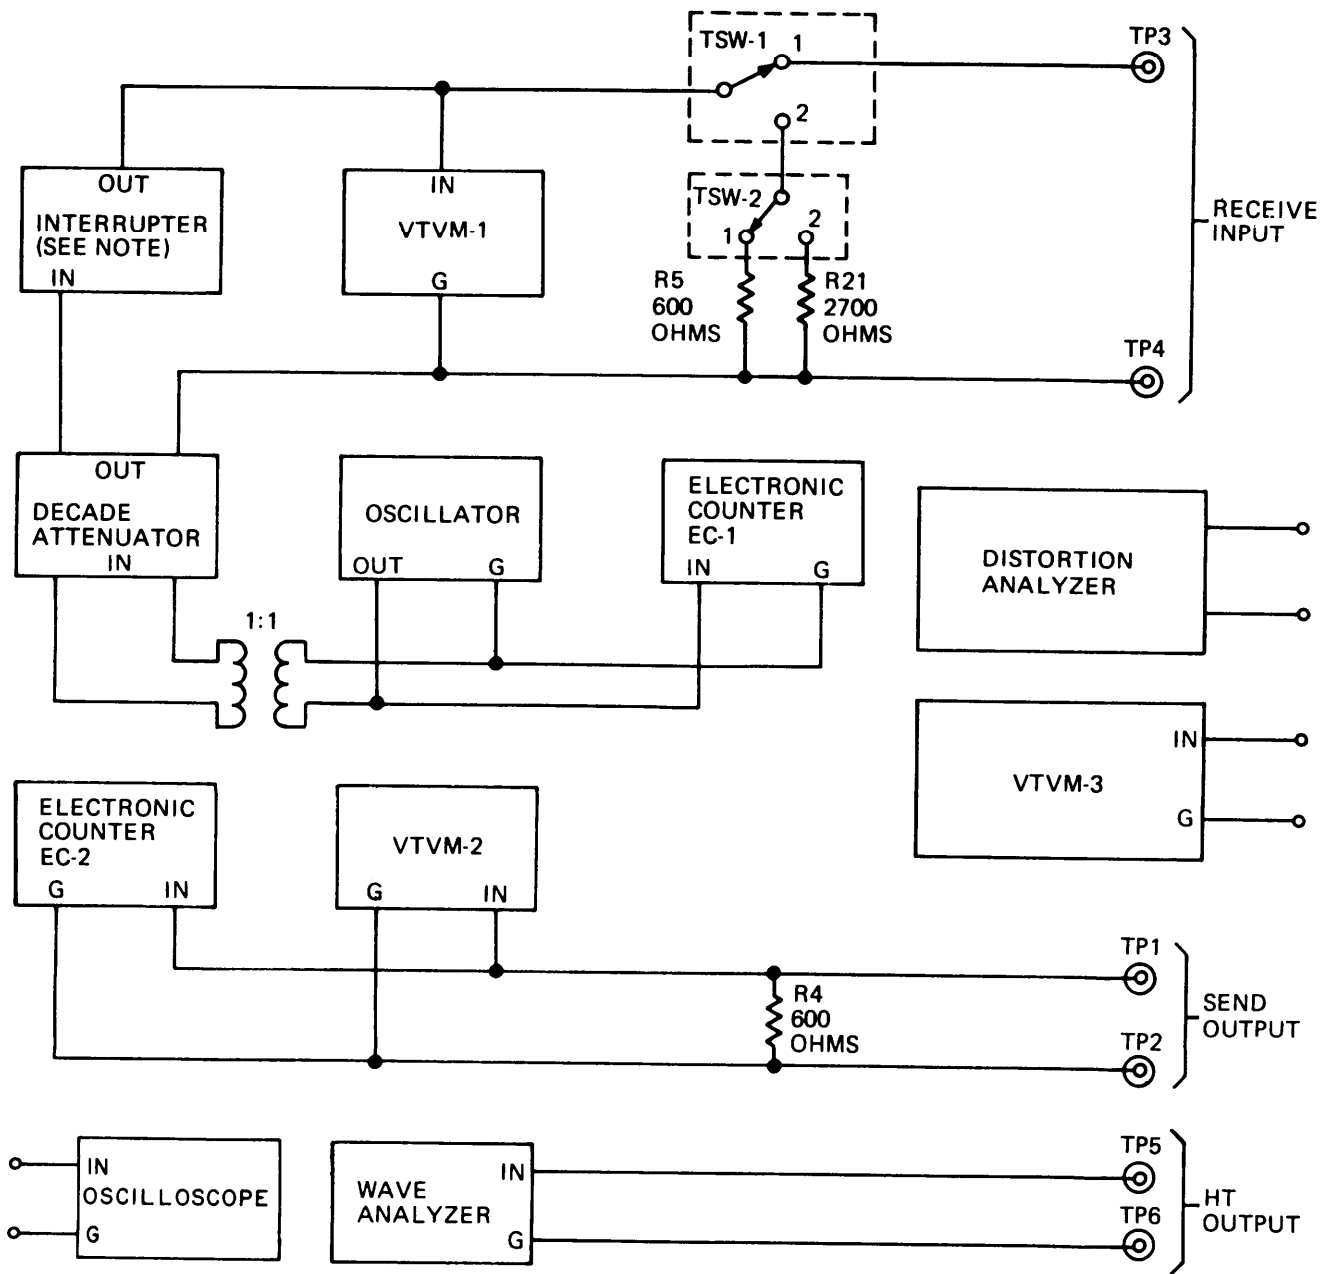 TSW-1
1
2
TP3
OUT
INTERRUPTER
(SEE NOTE)
IN
IN
VTVM-1
G
TSW-2
1
2
R5
600
OHMS
R21
2700
OHMS
RECEIVE
INPUT
TP4
OUT
DECADE
ATTENUATOR
IN
OSCILLATOR
OUT
G
ELECTRONIC
COUNTER
EC-1
IN
G
DISTORTION
ANALYZER
1:1
IN
VTVM-3
G
ELECTRONIC
COUNTER
EC-2
G
IN
VTVM-2
G
IN
TP1
R4
600
OHMS
SEND
OUTPUT
TP2
IN
OSCILLOSCOPE
G
WAVE
ANALYZER
IN
G
TP5
TP6
HT
OUTPUT